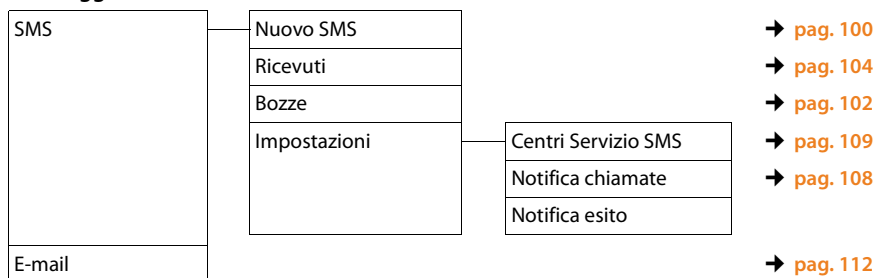 SMS Nuovo SMS ➔ pag. 100
Ricevuti ➔ pag. 104
Bozze ➔ pag. 102
Impostazioni Centri Servizio SMS ➔ pag. 109
Notifica chiamate ➔ pag. 108
Notifica esito
E-mail ➔ pag. 112